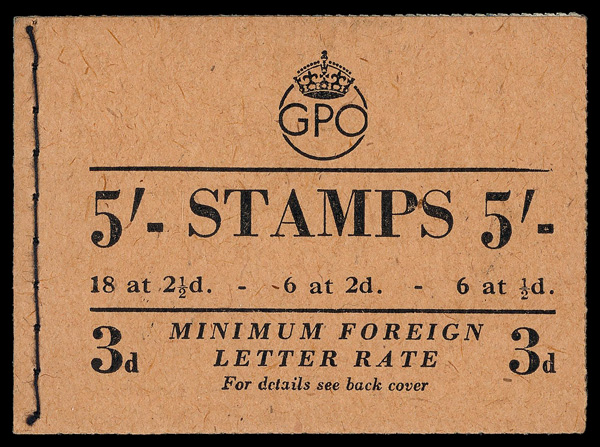 GPO
5/- STAMPS 5/-
18 at 2½d. - 6 at 2d. - 6 at ½d.
3d MINIMUM FOREIGN 3d
LETTER RATE
For details see back cover